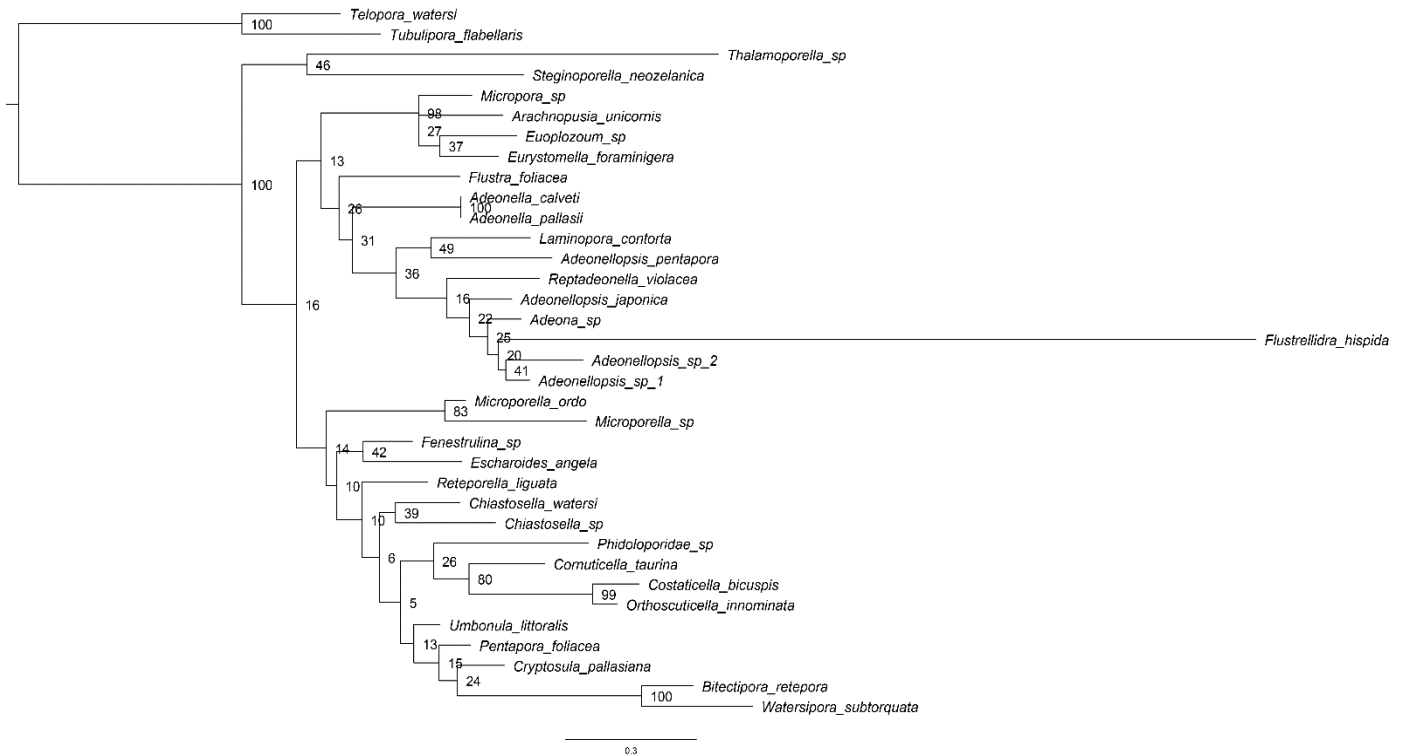 Telopora_watersi
100
Tubulipora_flabellaris
Thalamoporella_sp
46
Steginoporella_neozelanica
Micropora_sp
98
Arachnopusia_unicornis
27
Euoplozoum_sp
37
Eurystomella_foraminigera
13
Flustra_foliacea
100
Adeonella_calveti
26
100
Adeonella_pallasii
31
Laminopora_contorta
49
Adeonellopsis_pentapora
36
Reptadeonella_violacea
16
Adeonellopsis_japonica
16
22
Adeona_sp
25
Flustrellidra_hispida
20
Adeonellopsis_sp_2
41
Adeonellopsis_sp_1
Microporella_ordo
83
Microporella_sp
Fenestrulina_sp
14
42
Escharoides_angela
Reteporella_liguata
10
Chiastosella_watersi
39
10
Chiastosella_sp
Phidoloporidae_sp
6
26
Cornuticella_taurina
80
Costaticella_bicuspis
99
5
Orthoscuticella_innominata
Umbonula_littoralis
13
Pentapora_foliacea
15
Cryptosula_pallasiana
24
Bitectipora_retepora
100
Watersipora_subtorquata
0.3